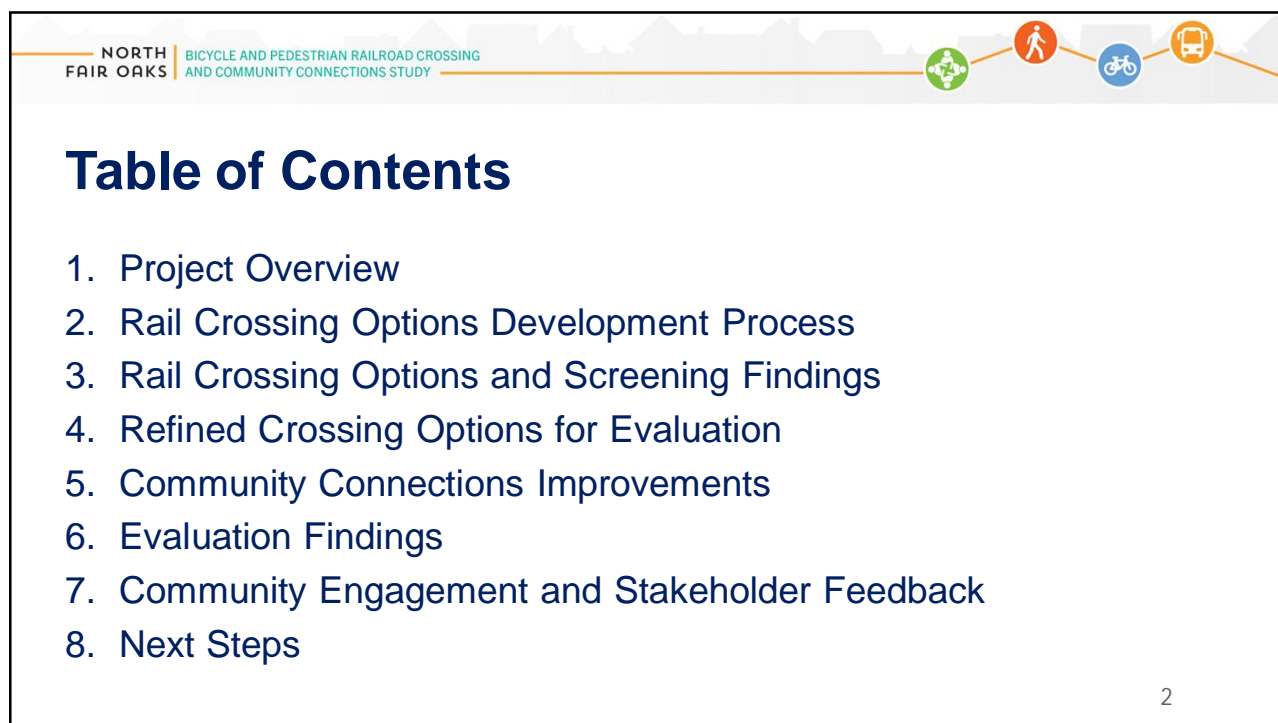 NORTH
FAIR OAKS
BICYCLE AND PEDESTRIAN RAILROAD CROSSING
AND COMMUNITY CONNECTIONS STUDY
Table of Contents
1. Project Overview
2. Rail Crossing Options Development Process
3. Rail Crossing Options and Screening Findings
4. Refined Crossing Options for Evaluation
5. Community Connections Improvements
6. Evaluation Findings
7. Community Engagement and Stakeholder Feedback
8. Next Steps
2